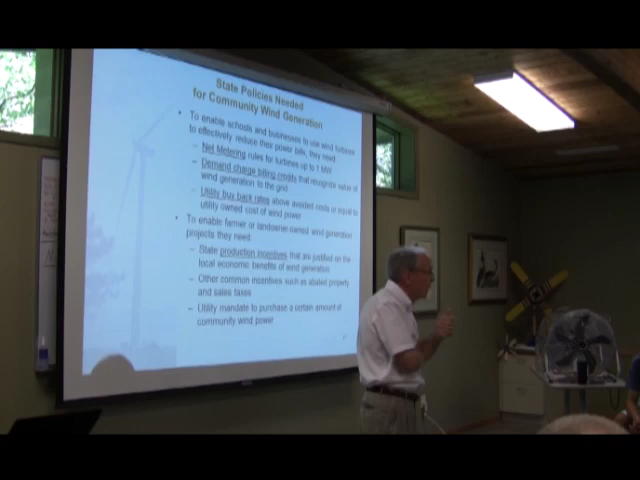 State Policies Needed
for Community Wind Generation
• To enable schools and businesses to use wind turbines
to effectively reduce their power bills, they need:
– Net Metering rules for turbines up to 1 MW
– Demand charge billing credits that recognize value of
wind generation to the grid
– Utility buy back rates above avoided costs or equal to
utility owned cost of wind power
• To enable farmer or landowner-owned wind generation
projects they need:
– State production incentives that are justified on the
local economic benefits of wind generation
– Other common incentives such as abated property
and sales taxes
– Utility mandate to purchase a certain amount of
community wind power